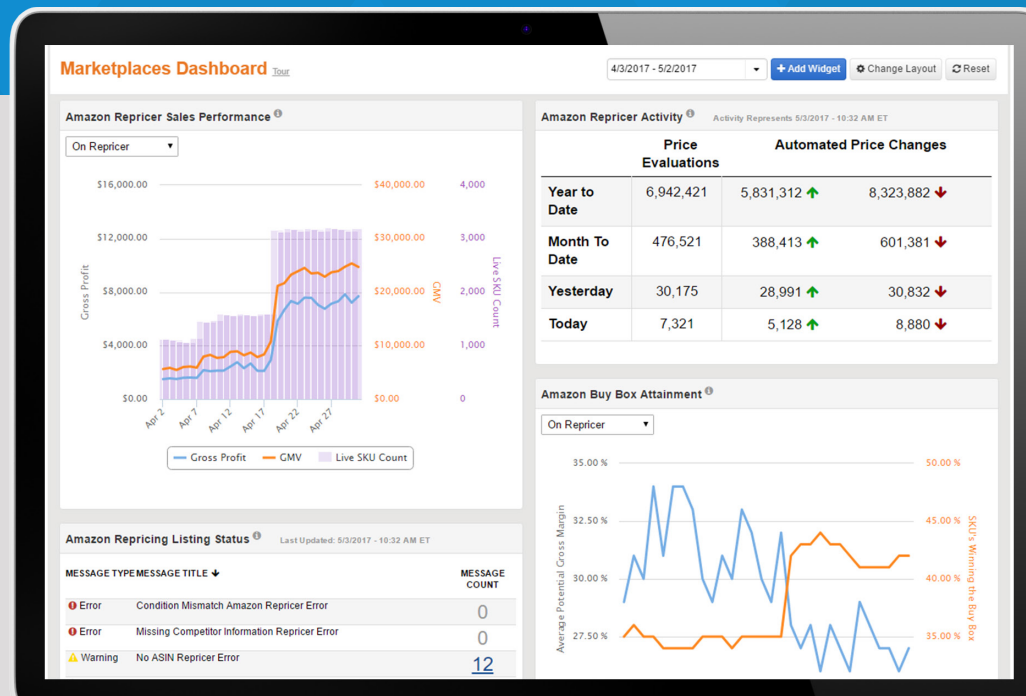 Marketplaces Dashboard Tour
4/3/2017 - 5/2/2017
+ Add Widget
Change Layout
Reset
Amazon Repricer Sales Performance
On Repricer
$16,000.00
$12,000.00
$8,000.00
$4,000.00
$0.00
Gross Profit
$40,000.00
$30,000.00
$20,000.00
$10,000.00
$0.00
GMV
4,000
3,000
2,000
1,000
0
Live SKU Count
Apr 2
Apr 7
Apr 12
Apr 17
Apr 22
Apr 27
Gross Profit
GMV
Live SKU Count
Amazon Repricer Activity
Activity Represents 5/3/2017 - 10:32 AM ET
Price
Evaluations
Automated Price Changes
Year to
Date
6,942,421
5,831,312
8,323,882
Month To
Date
476,521
388,413
601,381
Yesterday
30,175
28,991
30,832
Today
7,321
5,128
8,880
Amazon Repricing Listing Status
Last Updated: 5/3/2017 - 10:32 AM ET
MESSAGE TYPE
MESSAGE TITLE
MESSAGE
COUNT
Error
Condition Mismatch Amazon Repricer Error
0
Error
Missing Competitor Information Repricer Error
0
Warning
No ASIN Repricer Error
12
Amazon Buy Box Attainment
On Repricer
35.00 %
32.50 %
30.00 %
27.50 %
Average Potential Gross Margin
50.00 %
45.00 %
40.00 %
35.00 %
SKU's Winning the Buy Box